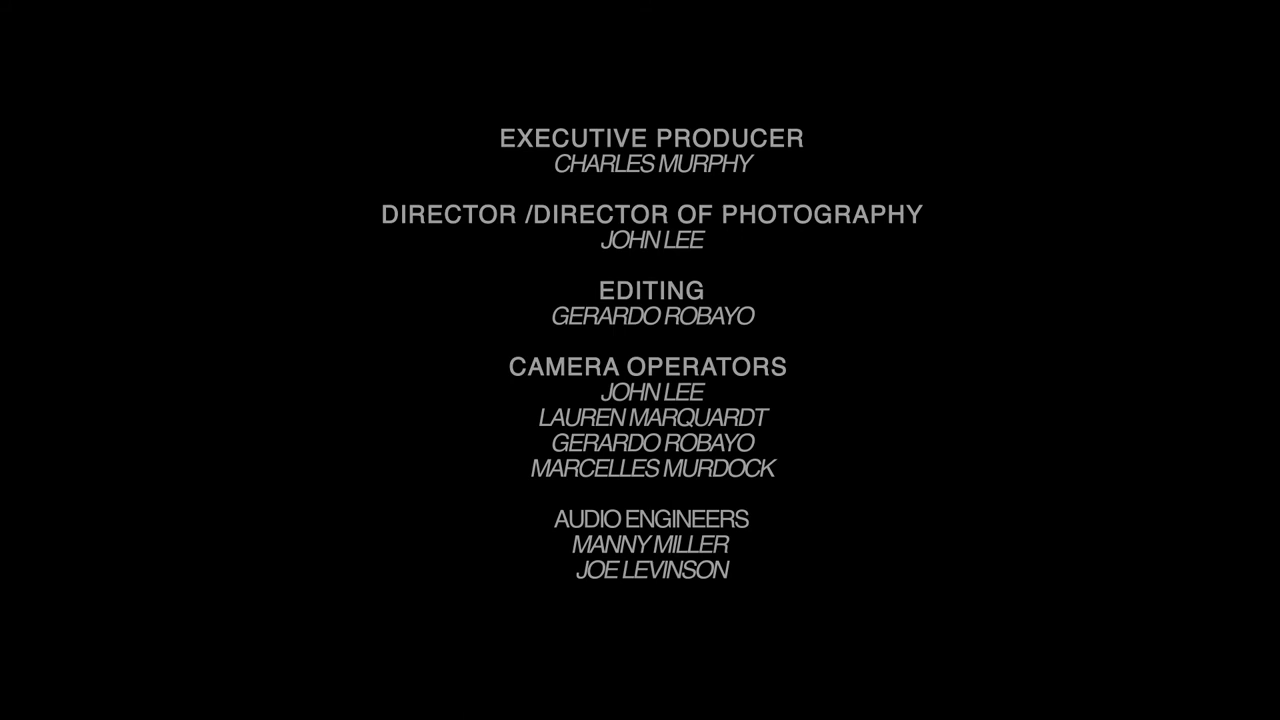 EXECUTIVE PRODUCER
CHARLES MURPHY
DIRECTOR /DIRECTOR OF PHOTOGRAPHY
JOHN LEE
EDITING
GERARDO ROBAYO
CAMERA OPERATORS
JOHN LEE
LAUREN MARQUARDT
GERARDO ROBAYO
MARCELLES MURDOCK
AUDIO ENGINEERS
MANNY MILLER
JOE LEVINSON